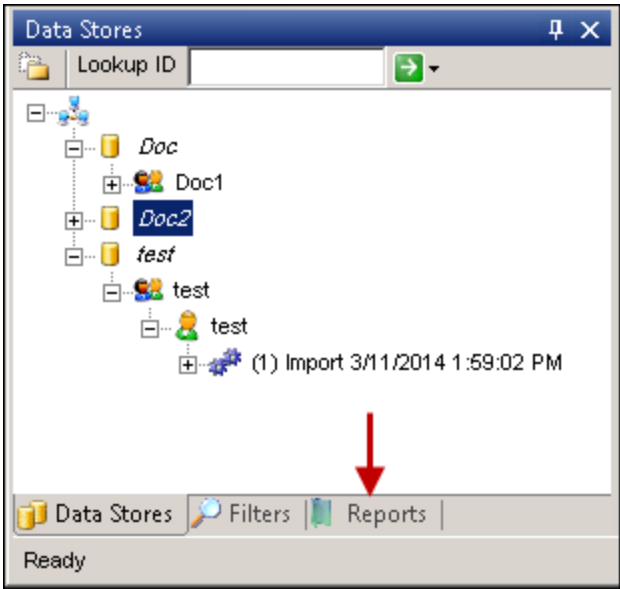 Data Stores
Lookup ID
Doc
Doc1
Doc2
test
test
test
(1) Import 3/11/2014 1:59:02 PM
Data Stores Filters Reports
Ready